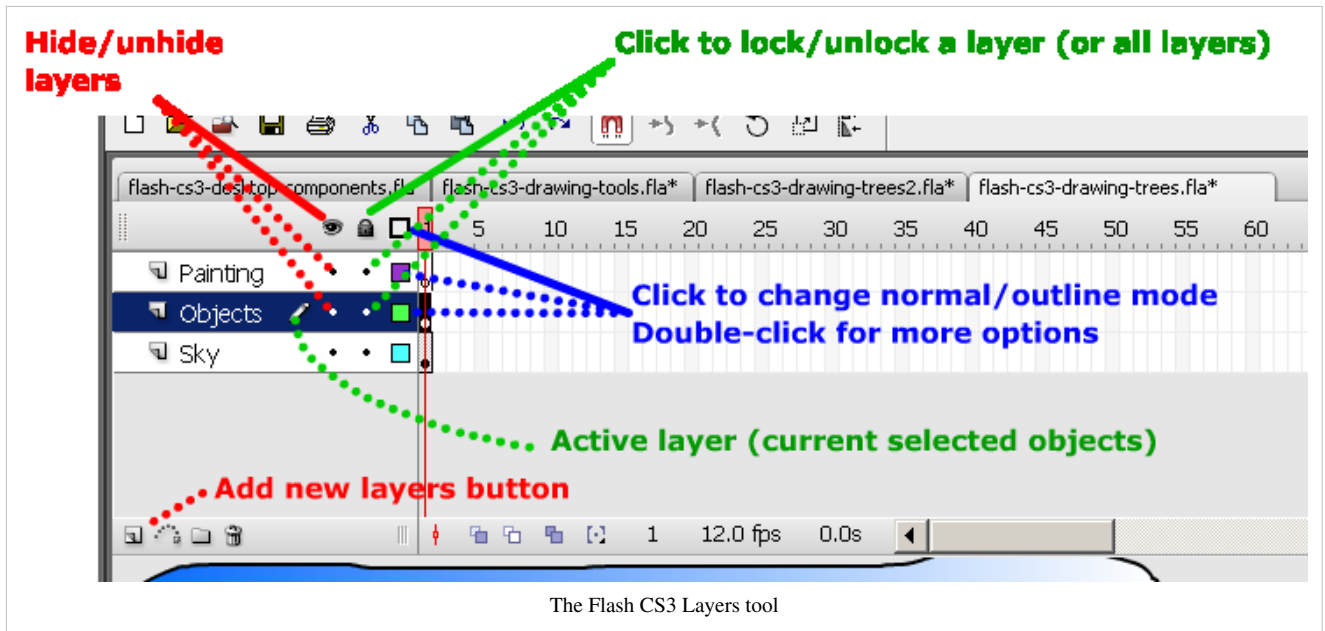 Hide/unhide
layers
Click to lock/unlock a layer (or all layers)
flash-cs3-desktop-components.fla flash-cs3-drawing-tools.fla* flash-cs3-drawing-trees2.fla* flash-cs3-drawing-trees.fla*
1 5 10 15 20 25 30 35 40 45 50 55 60
Painting
Click to change normal/outline mode
Objects
Double-click for more options
Sky
Active layer (current selected objects)
Add new layers button
1 12.0 fps 0.0s
The Flash CS3 Layers tool